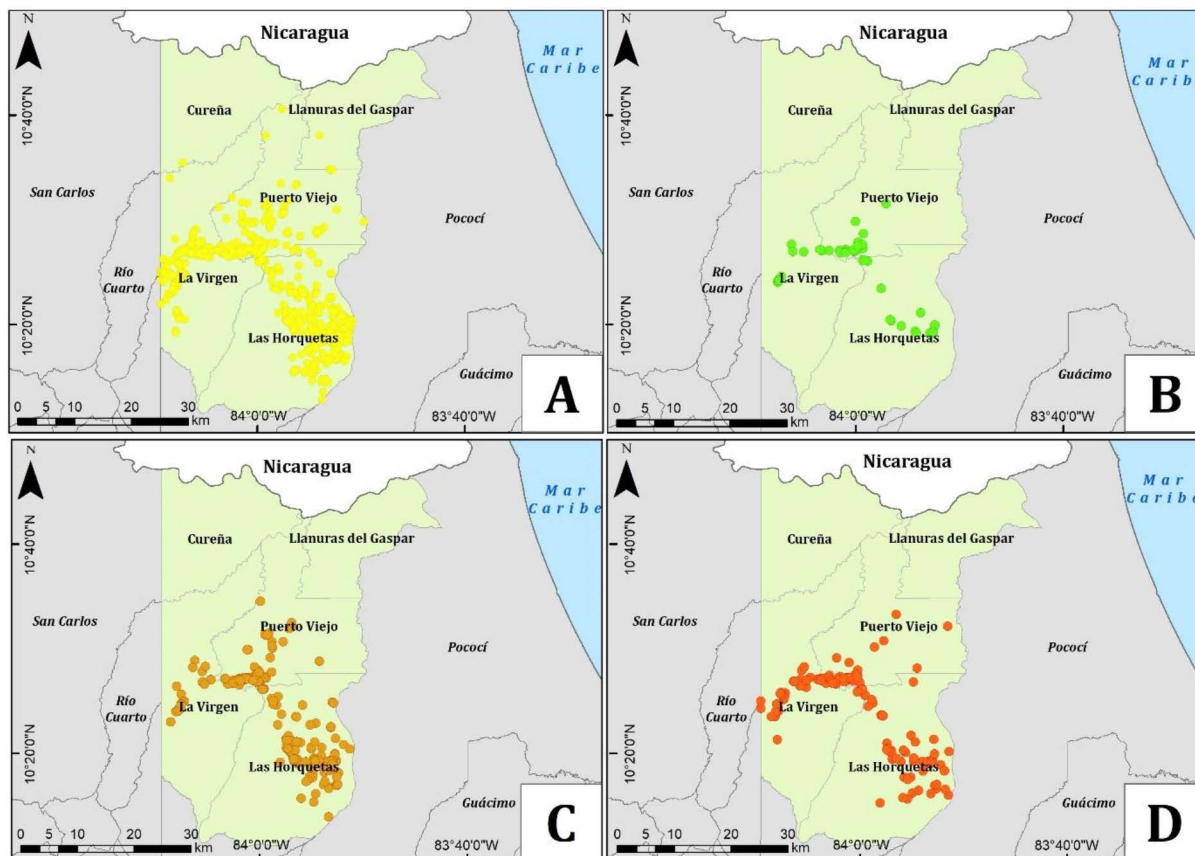 N
Nicaragua
Mar
Caribe
10°40'0"N
Cureña
Llanuras del Gaspar
San Carlos
Puerto Viejo
Pococí
Río
Cuarto
La Virgen
10°20'0"N
Las Horquetas
Guácimo
0 5 10 20 30
km
84°0'0"W
83°40'0"W
A
N
Nicaragua
Mar
Caribe
10°40'0"N
Cureña
Llanuras del Gaspar
San Carlos
Puerto Viejo
Pococí
Río
Cuarto
La Virgen
10°20'0"N
Las Horquetas
Guácimo
0 5 10 20 30
km
84°0'0"W
83°40'0"W
B
N
Nicaragua
Mar
Caribe
10°40'0"N
Cureña
Llanuras del Gaspar
San Carlos
Puerto Viejo
Pococí
Río
Cuarto
La Virgen
10°20'0"N
Las Horquetas
Guácimo
0 5 10 20 30
km
84°0'0"W
83°40'0"W
C
N
Nicaragua
Mar
Caribe
10°40'0"N
Cureña
Llanuras del Gaspar
San Carlos
Puerto Viejo
Pococí
Río
Cuarto
La Virgen
10°20'0"N
Las Horquetas
Guácimo
0 5 10 20 30
km
84°0'0"W
83°40'0"W
D